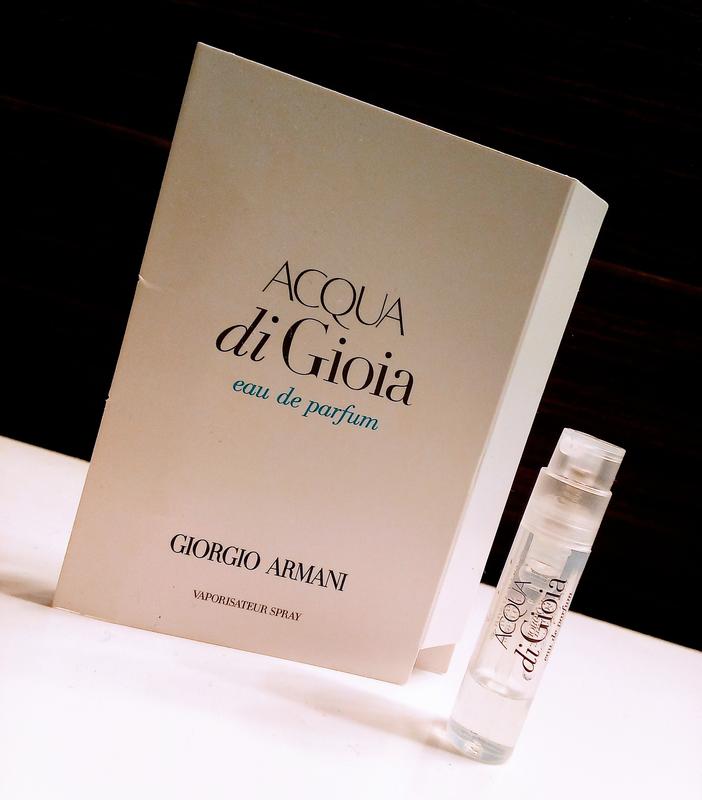 ACQUA
di Gioia
eau de parfum
GIORGIO ARMANI
VAPORISATEUR SPRAY
ACQUA
di Gioia
eau de parfum